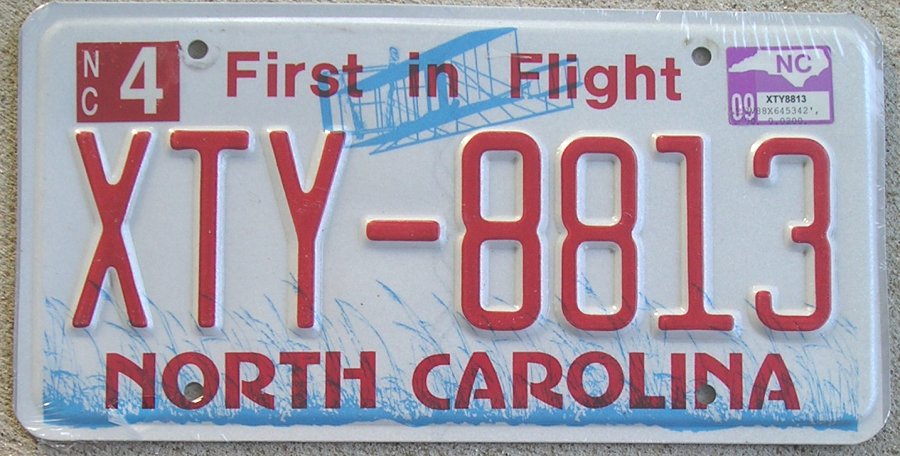 NC 4
First in Flight
NC
09 XTY8813
XTY-8813
NORTH CAROLINA